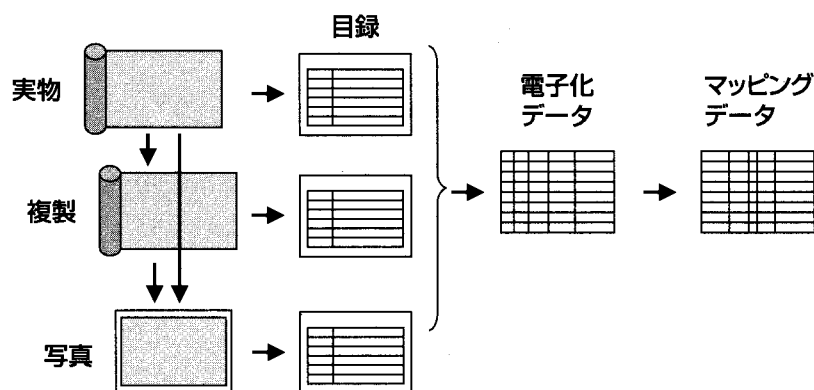 目録
実物
電子化
データ
マッピング
データ
複製
写真